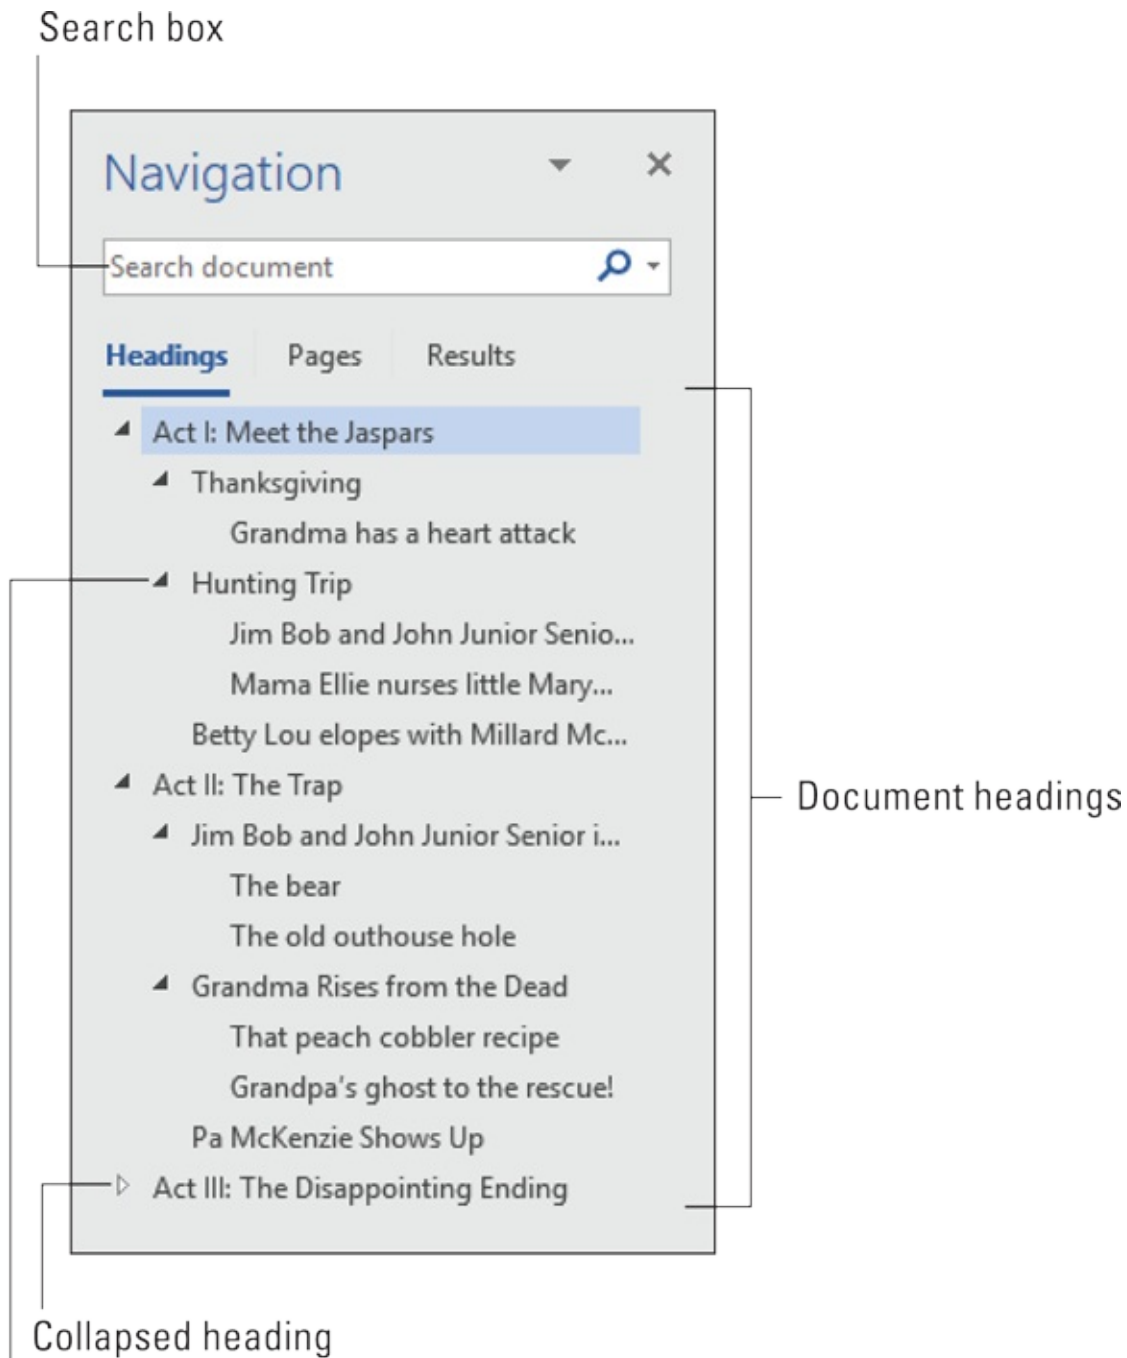 Search box
Navigation
Search document
Headings Pages Results
Act I: Meet the Jaspars
Thanksgiving
Grandma has a heart attack
Hunting Trip
Jim Bob and John Junior Senio...
Mama Ellie nurses little Mary...
Betty Lou elopes with Millard Mc...
Act II: The Trap
Document headings
Jim Bob and John Junior Senior i...
The bear
The old outhouse hole
Grandma Rises from the Dead
That peach cobbler recipe
Grandpa's ghost to the rescue!
Pa McKenzie Shows Up
Act III: The Disappointing Ending
Collapsed heading